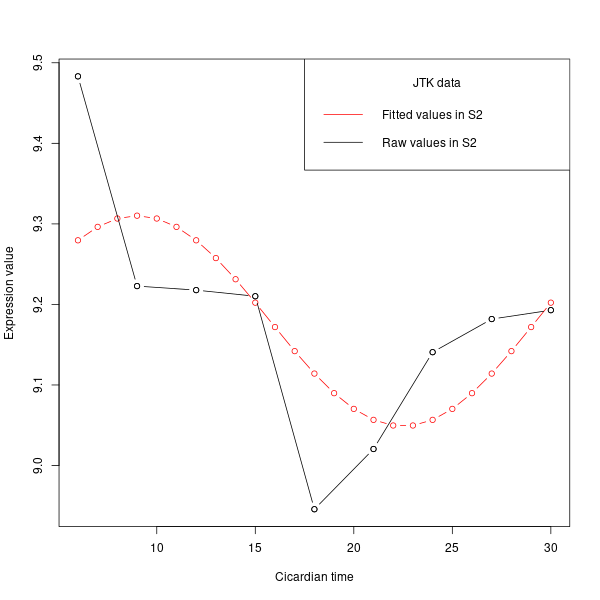 JTK data
Fitted values in S2
Raw values in S2
Expression value
9.5
9.4
9.3
9.2
9.1
9.0
10 15 20 25 30
Cicardian time